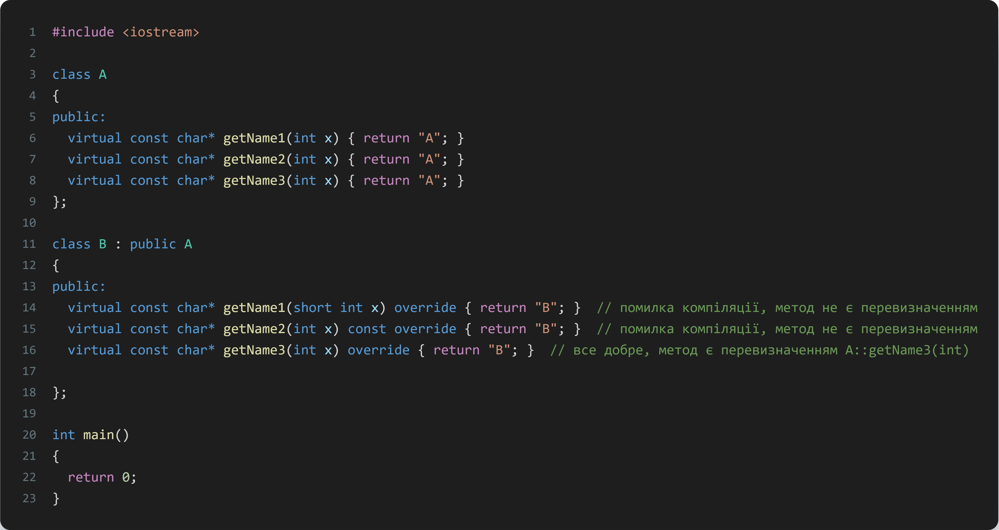 1 #include <iostream>
2
3 class A
4 {
5 public:
6 virtual const char* getName1(int x) { return "A"; }
7 virtual const char* getName2(int x) { return "A"; }
8 virtual const char* getName3(int x) { return "A"; }
9 };
10
11 class B : public A
12 {
13 public:
14 virtual const char* getName1(short int x) override { return "B"; } // помилка компіляції, метод не є перевизначенням
15 virtual const char* getName2(int x) const override { return "B"; } // помилка компіляції, метод не є перевизначенням
16 virtual const char* getName3(int x) override { return "B"; } // все добре, метод є перевизначенням A::getName3(int)
17
18 };
19
20 int main()
21 {
22 return 0;
23 }